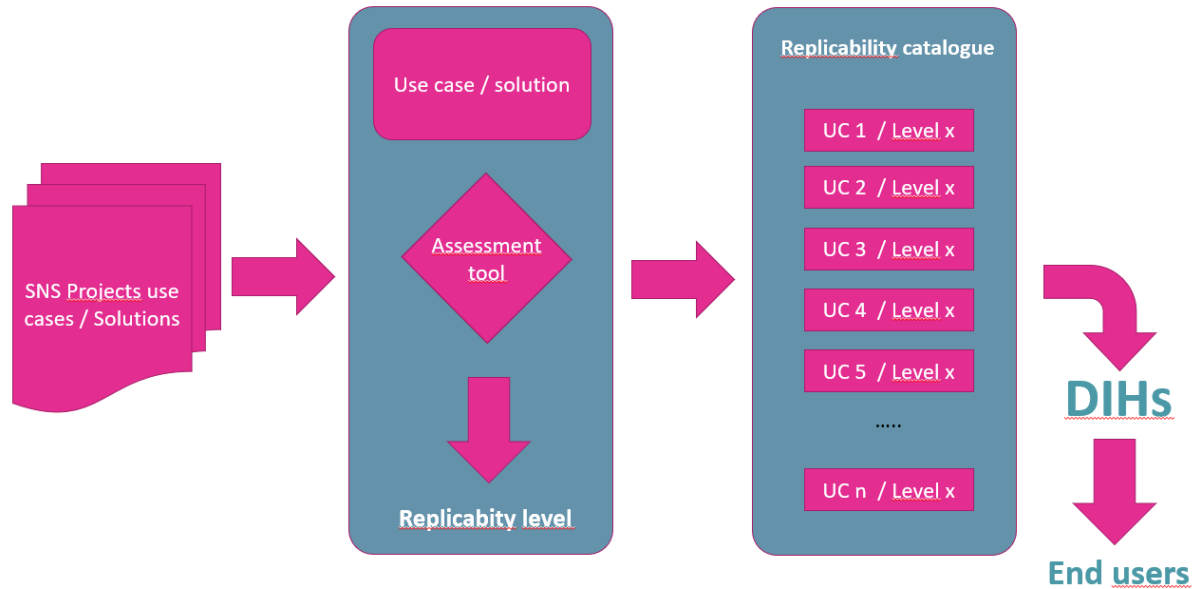 SNS Projects use
cases / Solutions
Use case / solution
Assessment
tool
Replicabity level
Replicability catalogue
UC 1  / Level x
UC 2  / Level x
UC 3  / Level x
UC 4  / Level x
UC 5  / Level x
.....
UC n  / Level x
DIHs
End users